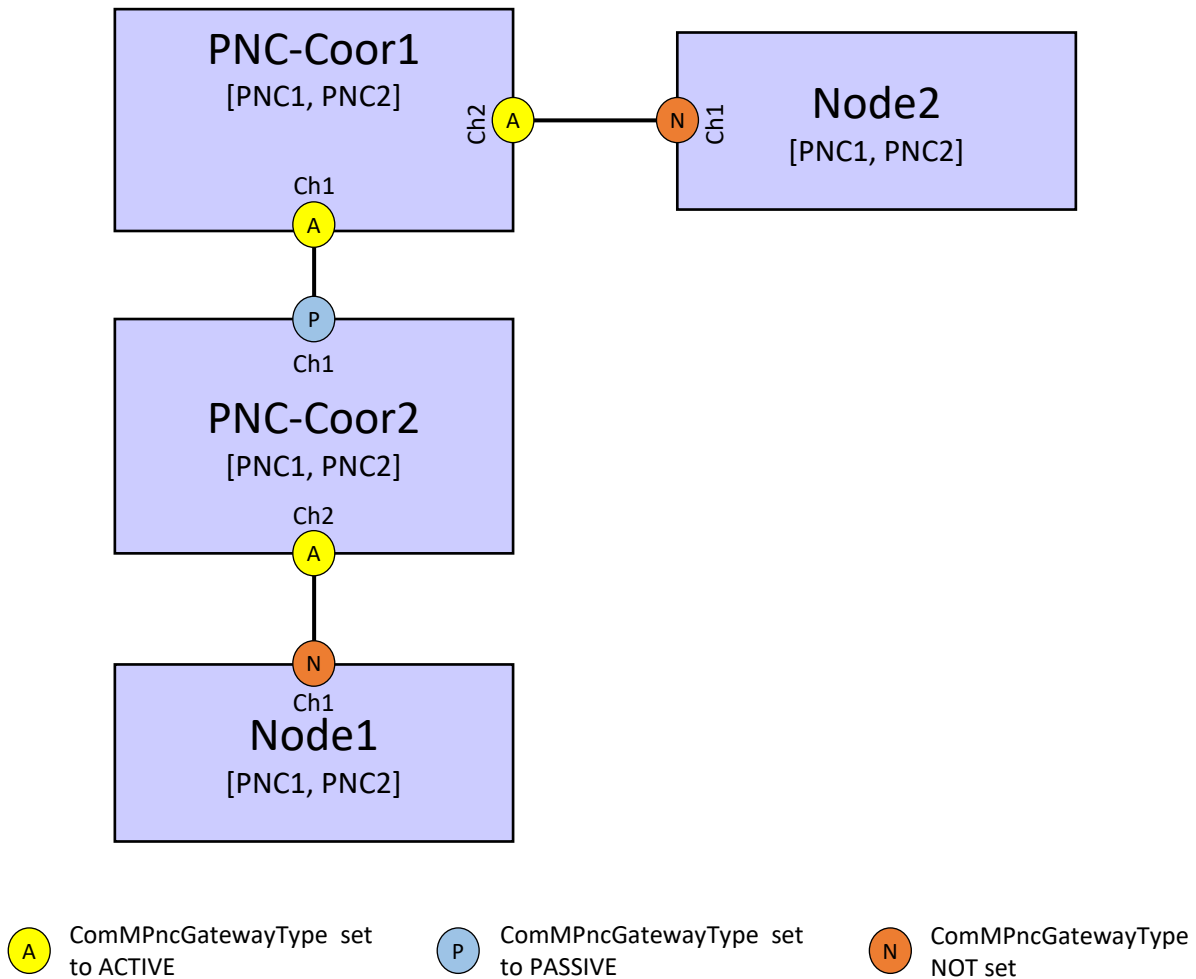 PNC-Coor1
[PNC1, PNC2]
Ch2
A
N
Ch1
Node2
[PNC1, PNC2]
Ch1
A
P
Ch1
PNC-Coor2
[PNC1, PNC2]
Ch2
A
N
Ch1
Node1
[PNC1, PNC2]
A
ComMPncGatewayType set
to ACTIVE
P
ComMPncGatewayType set
to PASSIVE
N
ComMPncGatewayType
NOT set